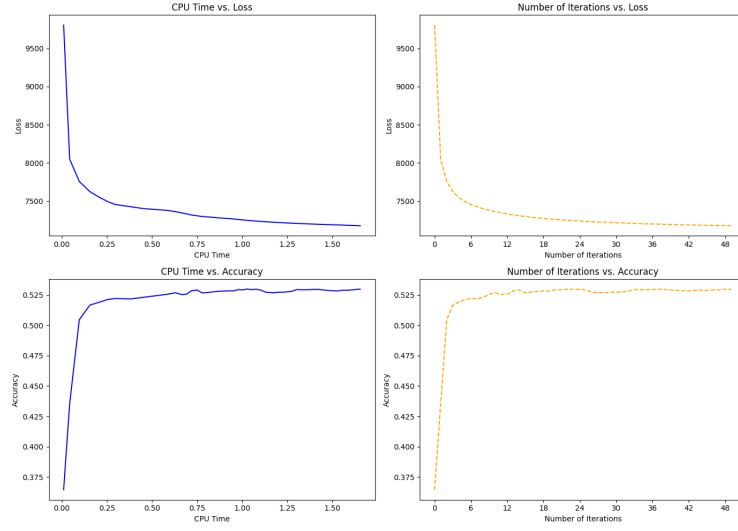 CPU Time vs. Loss
9500
9000
8500
8000
7500
Loss
0.00 0.25 0.50 0.75 1.00 1.25 1.50
CPU Time
Number of Iterations vs. Loss
9500
9000
8500
8000
7500
Loss
0 6 12 18 24 30 36 42 48
Number of Iterations
CPU Time vs. Accuracy
0.525
0.500
0.475
0.450
0.425
0.400
0.375
Accuracy
0.00 0.25 0.50 0.75 1.00 1.25 1.50
CPU Time
Number of Iterations vs. Accuracy
0.525
0.500
0.475
0.450
0.425
0.400
0.375
Accuracy
0 6 12 18 24 30 36 42 48
Number of Iterations